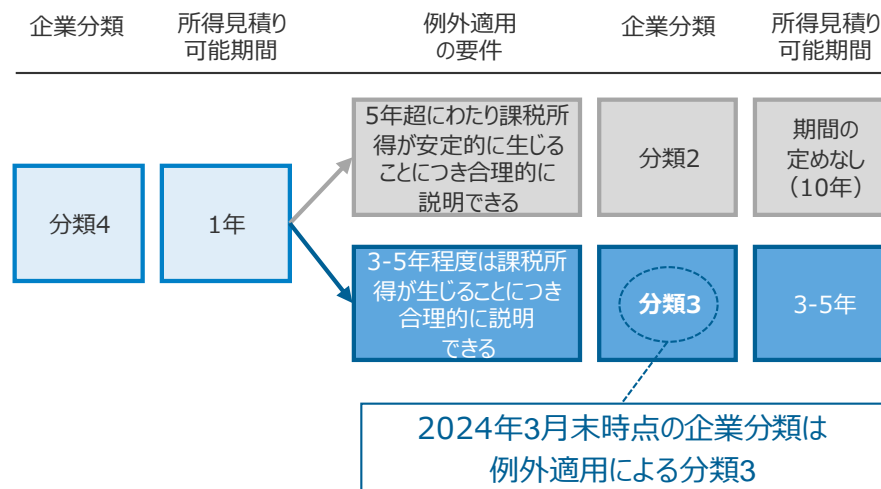 企業分類
所得見積り
可能期間
例外適用
の要件
企業分類
所得見積り
可能期間
分類4
1年
5年超にわたり課税所
得が安定的に生じる
ことにつき合理的に
説明できる
分類2
期間の
定めなし
（10年）
3-5年程度は課税所
得が生じることにつき
合理的に説明
できる
分類3
3-5年
2024年3月末時点の企業分類は
例外適用による分類3